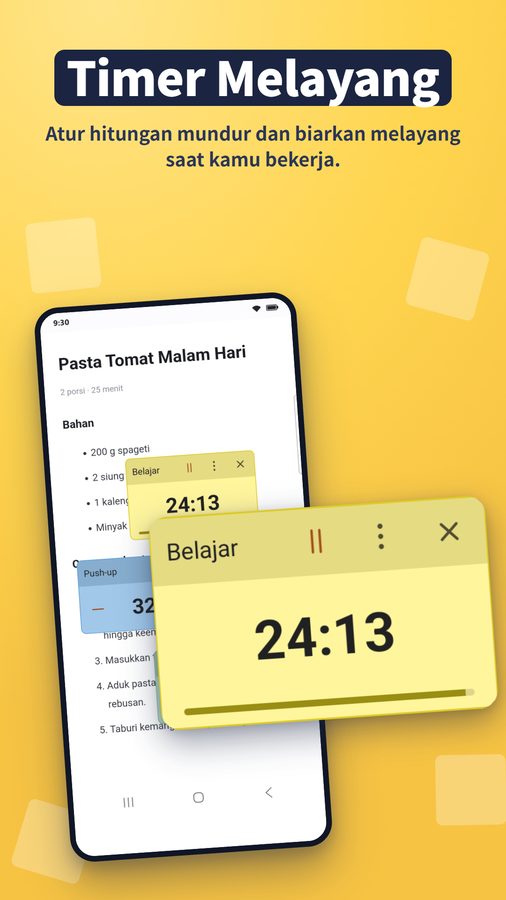 Timer Melayang
Atur hitungan mundur dan biarkan melayang
saat kamu bekerja.
9:30
Pasta Tomat Malam Hari
2 porsi · 25 menit
Bahan
• 200 g spageti
• 2 siung
• 1 kaleng
• Minyak
Belajar
24:13
Push-up
32
hingga
3. Masukkan
4. Aduk pasta
rebusan.
5. Taburi
Belajar
24:13